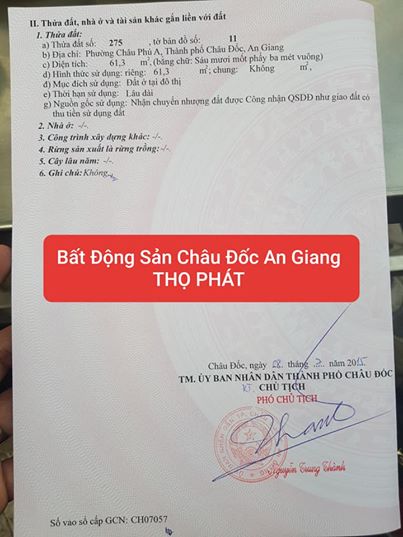 II. Thửa đất, nhà ở và tài sản khác gắn liền với đất
1. Thửa đất:
a) Thửa đất số: 275 , tờ bản đồ số: 11
b) Địa chỉ: Phường Châu Phú A, Thành phố Châu Đốc, An Giang
c) Diện tích: 61,3 m², (bằng chữ: Sáu mươi mốt phẩy ba mét vuông)
d) Hình thức sử dụng: riêng: 61,3 m²; chung: Không m²,
đ) Mục đích sử dụng: Đất ở tại đô thị
e) Thời hạn sử dụng: Lâu dài
g) Nguồn gốc sử dụng: Nhận chuyển nhượng đất được Công nhận QSDĐ như giao đất có
thu tiền sử dụng đất
2. Nhà ở: -/-.
3. Công trình xây dựng khác: -/-.
4. Rừng sản xuất là rừng trồng: -/-.
5. Cây lâu năm: -/-.
6. Ghi chú: Không.
Bất Động Sản Châu Đốc An Giang
THỌ PHÁT
Châu Đốc, ngày 08 tháng 7 năm 2015
TM. ỦY BAN NHÂN DÂN THÀNH PHỐ CHÂU ĐỐC
KT. CHỦ TỊCH
PHÓ CHỦ TỊCH
Nguyễn Trung Thành
Số vào sổ cấp GCN: CH07057